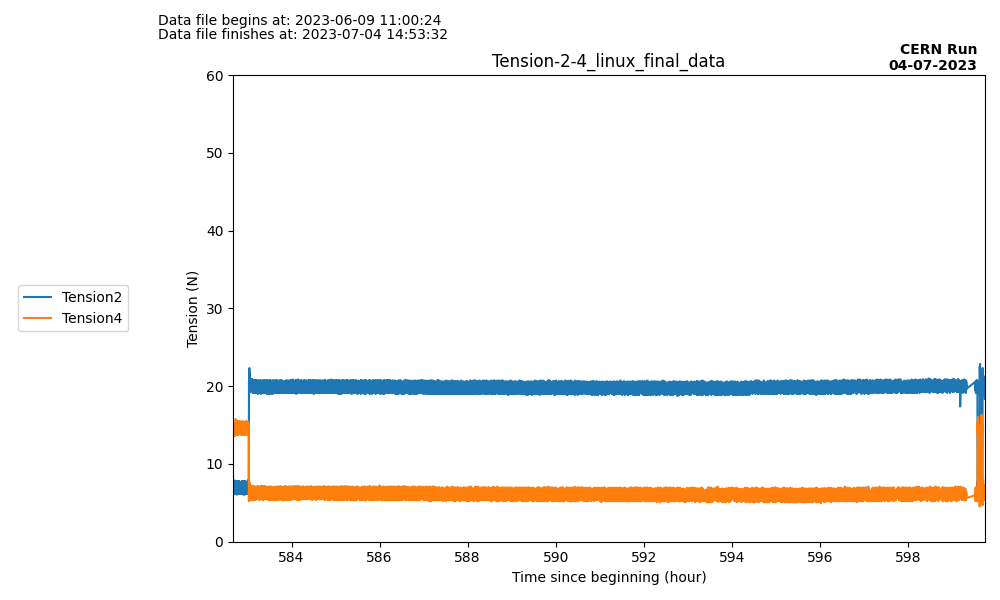 Data file begins at: 2023-06-09 11:00:24
Data file finishes at: 2023-07-04 14:53:32
CERN Run
04-07-2023
Tension-2-4_linux_final_data
60
50
40
30
20
10
0
Tension (N)
Tension2
Tension4
584 586 588 590 592 594 596 598
Time since beginning (hour)